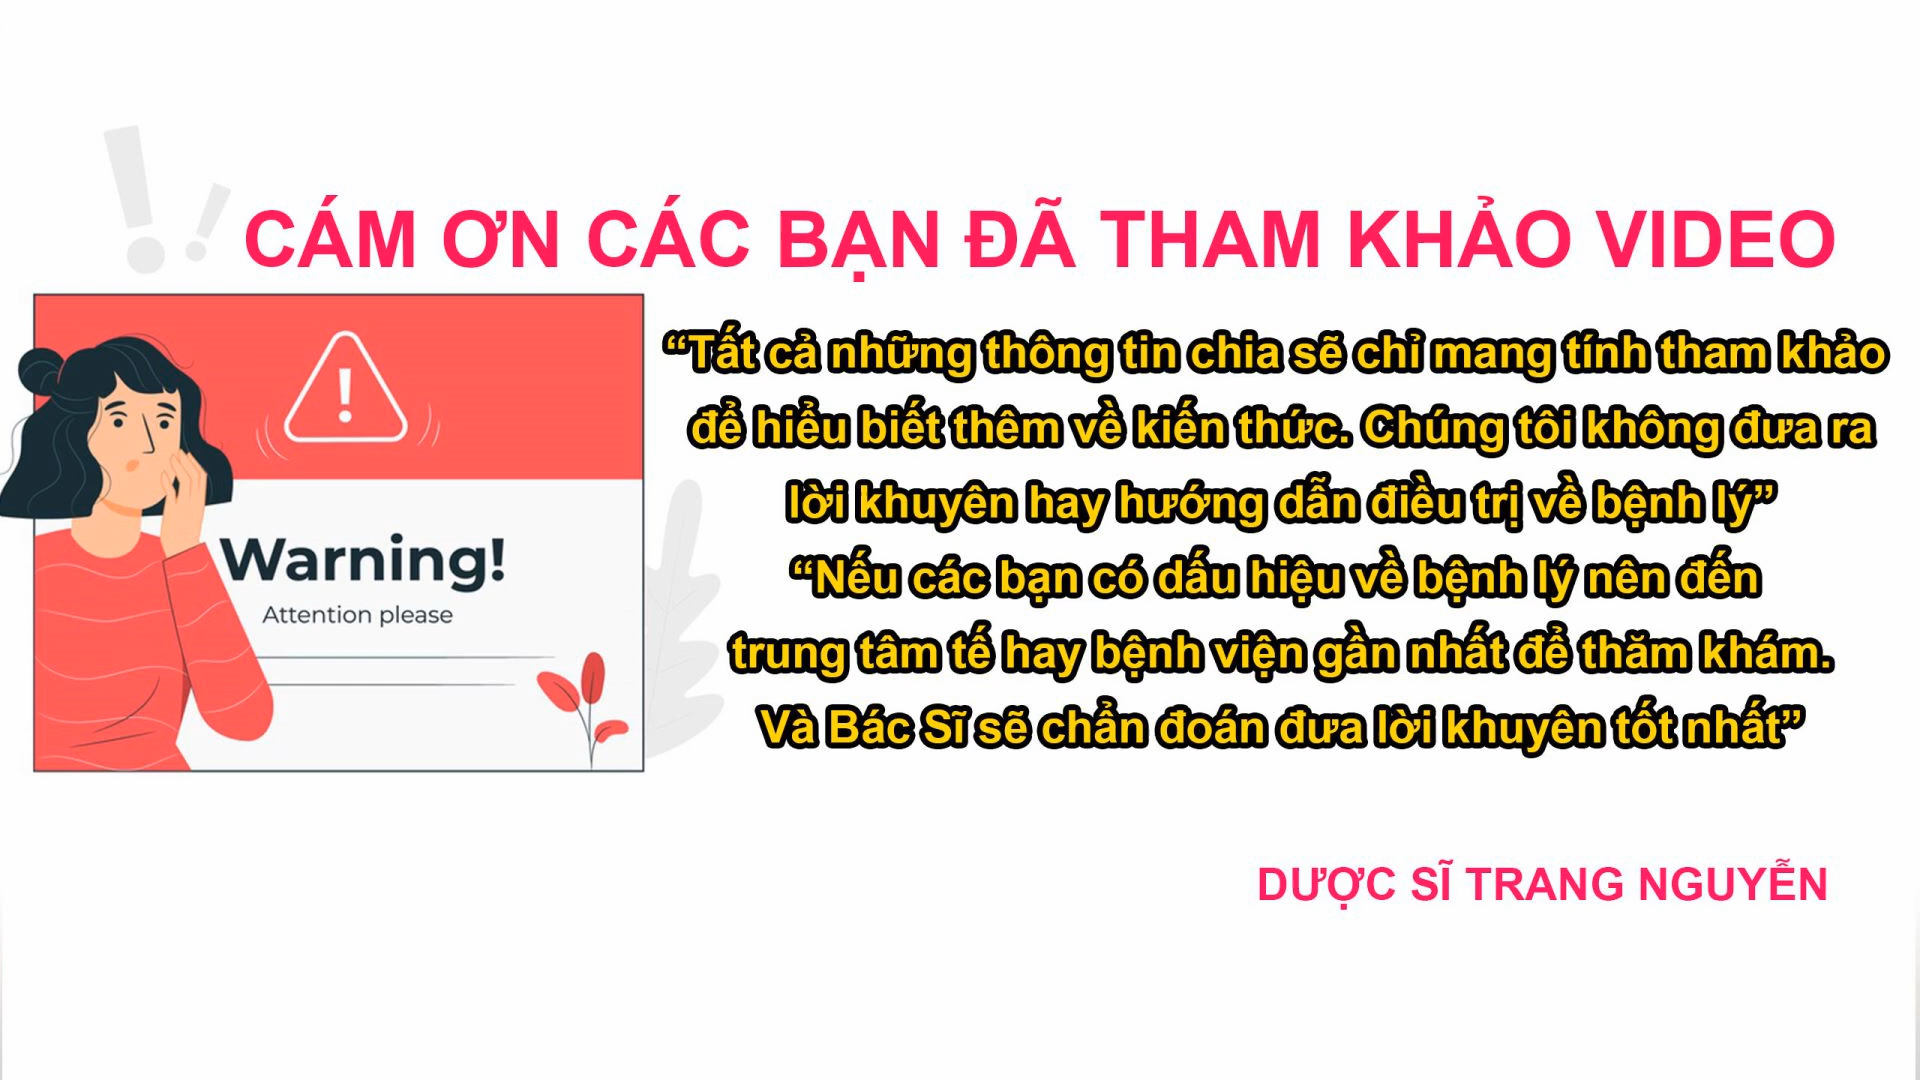 CÁM ƠN CÁC BẠN ĐÃ THAM KHẢO VIDEO
Warning!
Attention please
“Tất cả những thông tin chia sẽ chỉ mang tính tham khảo
để hiểu biết thêm về kiến thức. Chúng tôi không đưa ra
lời khuyên hay hướng dẫn điều trị về bệnh lý”
“Nếu các bạn có dấu hiệu về bệnh lý nên đến
trung tâm tế hay bệnh viện gần nhất để thăm khám.
Và Bác Sĩ sẽ chẩn đoán đưa lời khuyên tốt nhất”
DƯỢC SĨ TRANG NGUYỄN